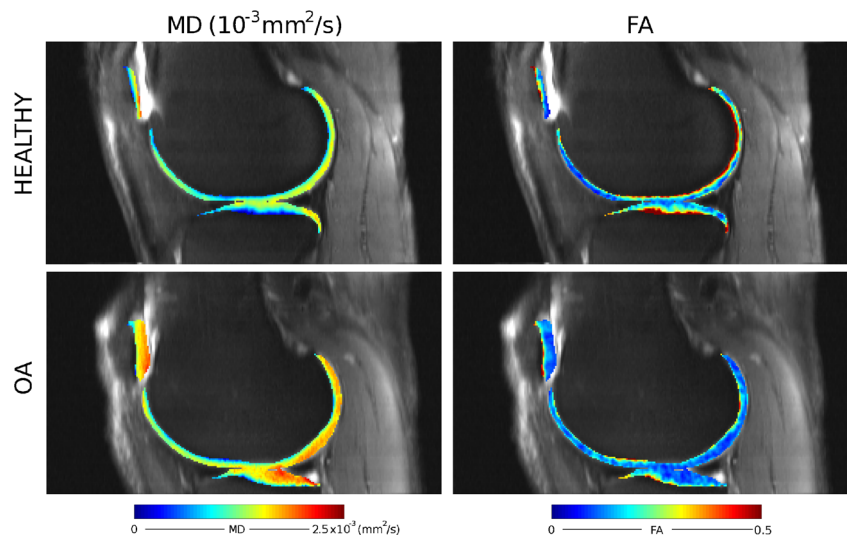 MD (10⁻³mm²/s) FA
HEALTHY
OA
0 MD 2.5x10⁻³(mm²/s) 0 FA 0.5